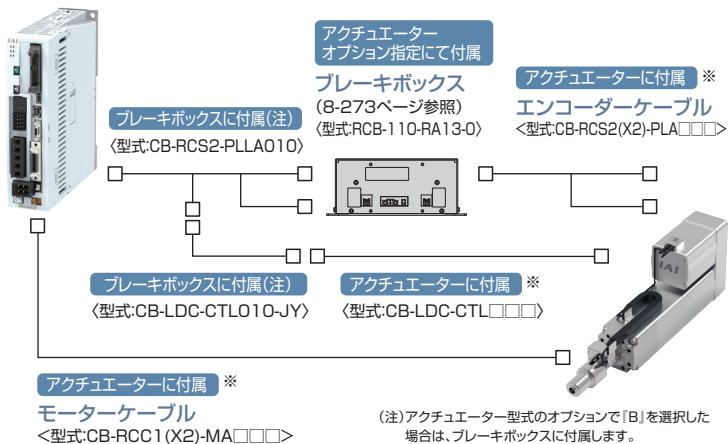 アクチュエーター
オプション指定にて付属
ブレーキボックス
(8-273ページ参照)
〈型式:RCB-110-RA13-0〉
アクチュエーターに付属 ※
エンコーダーケーブル
<型式:CB-RCS2(X2)-PLA□□□>
ブレーキボックスに付属(注)
〈型式:CB-RCS2-PLLA010〉
ブレーキボックスに付属(注)
〈型式:CB-LDC-CTL010-JY〉
アクチュエーターに付属 ※
〈型式:CB-LDC-CTL□□□〉
アクチュエーターに付属 ※
モーターケーブル
<型式:CB-RCC1(X2)-MA□□□>
(注)アクチュエーター型式のオプションで『B』を選択した
場合は、ブレーキボックスに付属します。
IAI
IAI